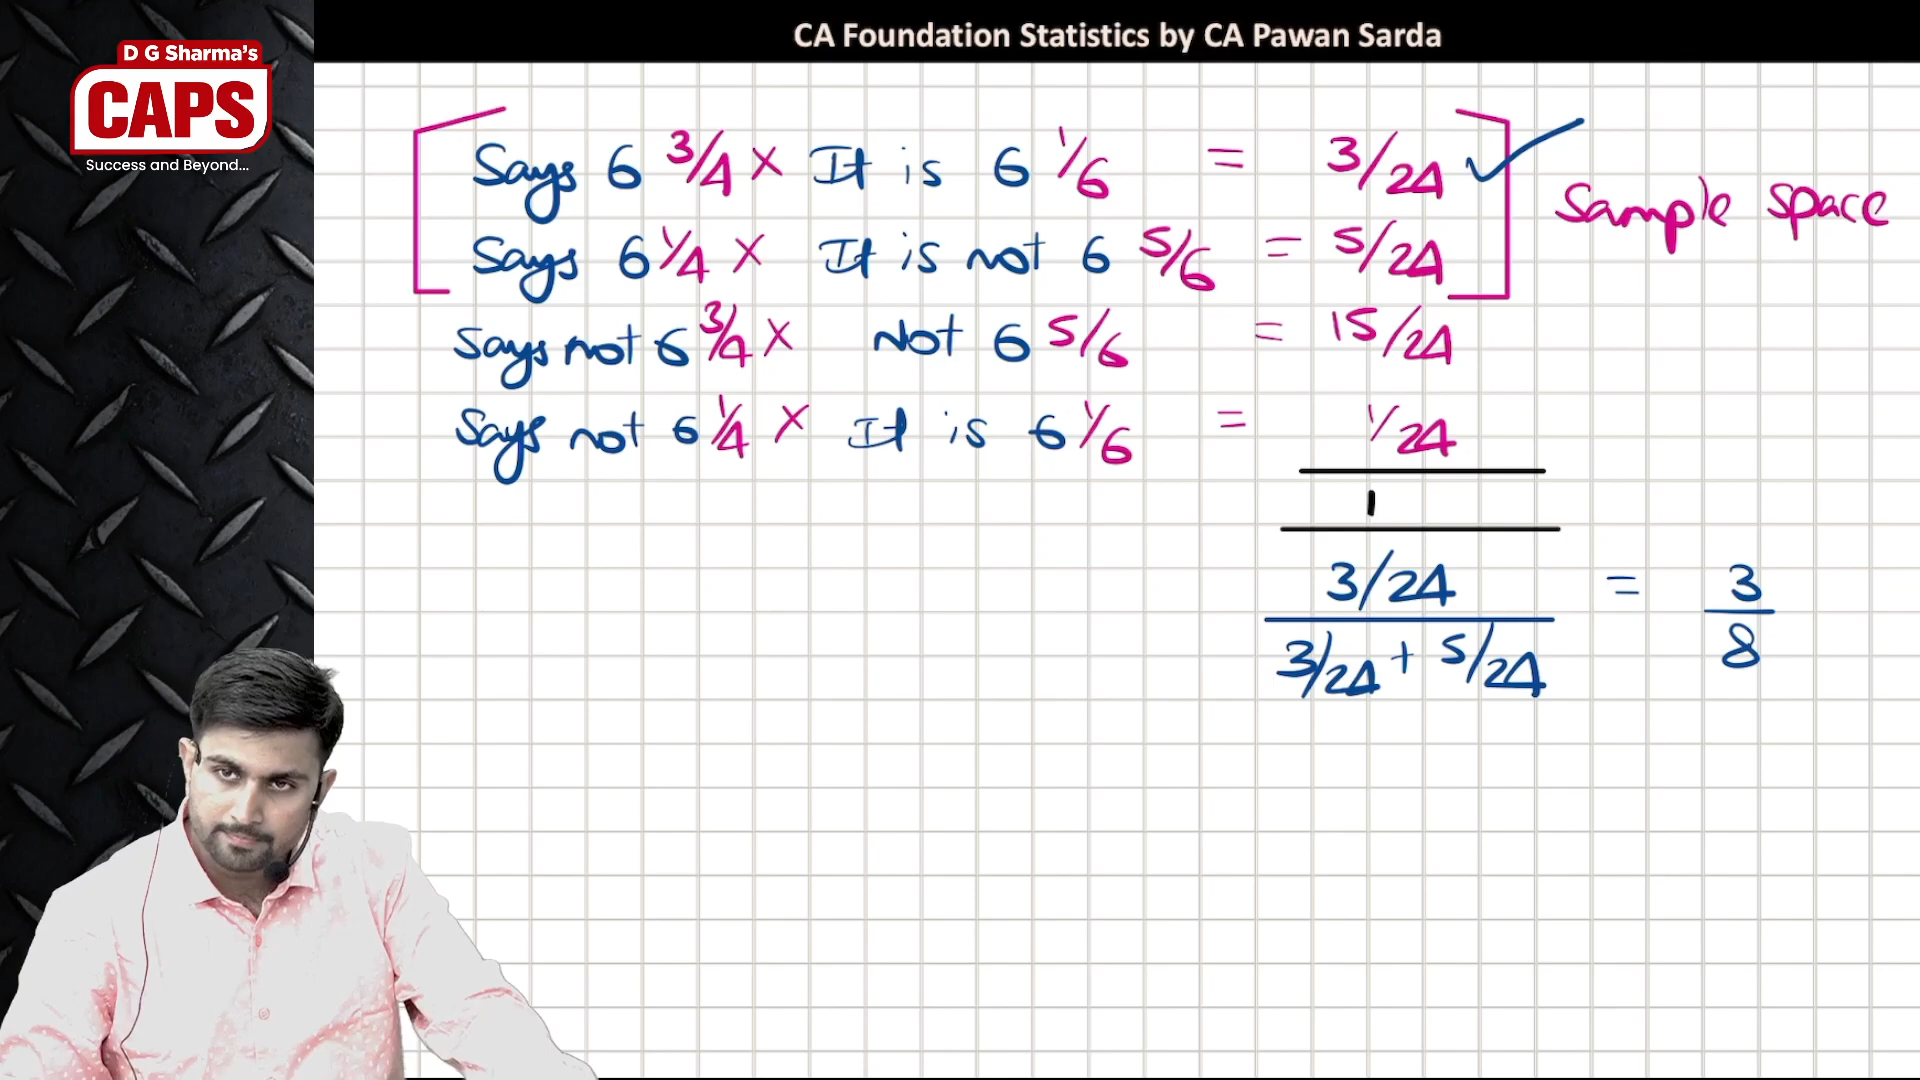 CA Foundation Statistics by CA Pawan Sarda
D G Sharma's
CAPS
Success and Beyond...
Says 6 3/4 × It is 6 1/6 = 3/24
Sample space
Says 6 1/4 × It is not 6 5/6 = 5/24
Says not 6 3/4 × Not 6 5/6 = 15/24
Says not 6 1/4 × It is 6 1/6 = 1/24
1
3/24 = 3
3/24 + 5/24 8